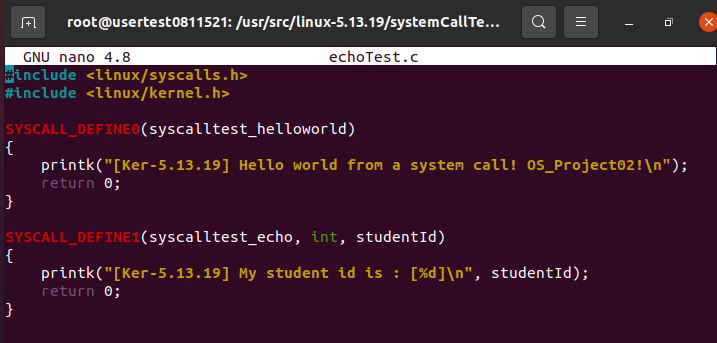 root@usertest0811521: /usr/src/linux-5.13.19/systemCallTe...
GNU nano 4.8 echoTest.c
#include <linux/syscalls.h>
#include <linux/kernel.h>
SYSCALL_DEFINE0(syscalltest_helloworld)
{
    printk("[Ker-5.13.19] Hello world from a system call! OS_Project02!\n");
    return 0;
}
SYSCALL_DEFINE1(syscalltest_echo, int, studentId)
{
    printk("[Ker-5.13.19] My student id is : [%d]\n", studentId);
    return 0;
}